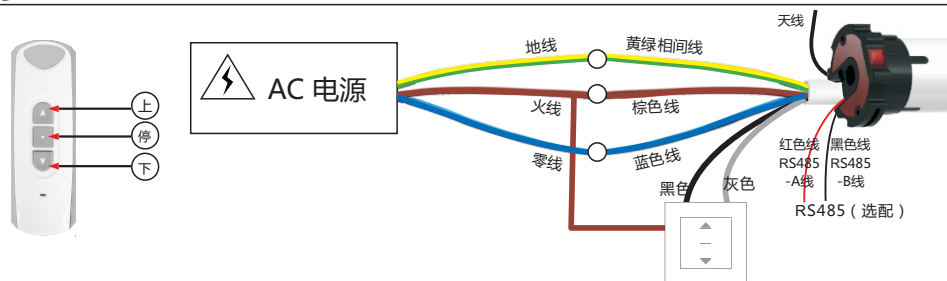 天线
地线
黄绿相间线
AC 电源
上
停
下
火线
棕色线
零线
蓝色线
黑色
灰色
红色线
RS485
-A线
黑色线
RS485
-B线
RS485（选配）